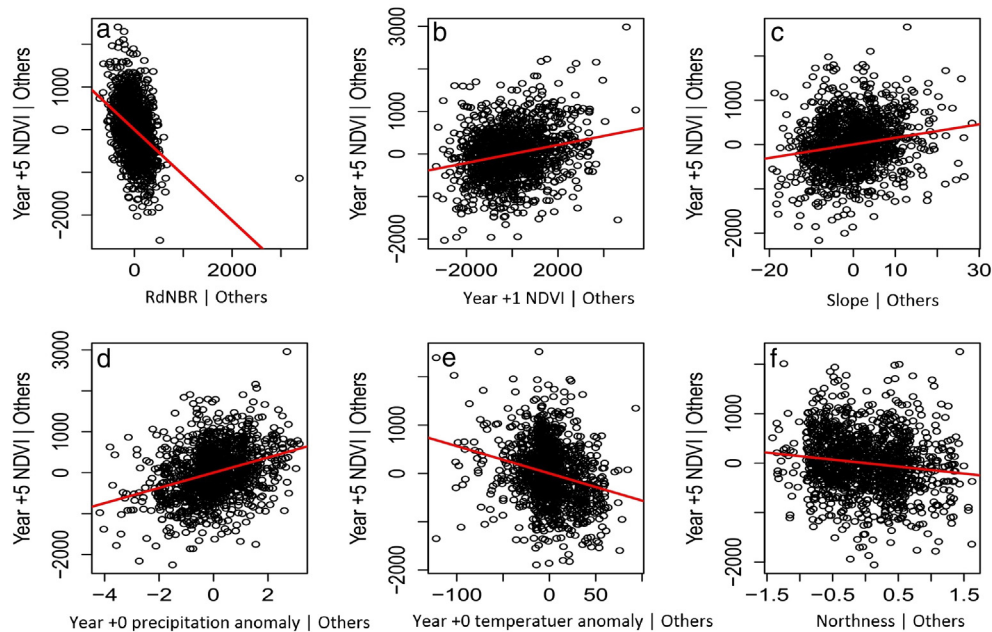 a
Year +5 NDVI | Others
1000
0
−2000
0
2000
RdNBR | Others
b
Year +5 NDVI | Others
3000
1000
0
−2000
−2000
2000
Year +1 NDVI | Others
c
Year +5 NDVI | Others
1000
0
−2000
−20
−10
0
10
30
Slope | Others
d
Year +5 NDVI | Others
3000
1000
0
−2000
−4
−2
0
2
Year +0 precipitation anomaly | Others
e
Year +5 NDVI | Others
1000
0
−2000
−100
0
50
Year +0 temperatuer anomaly | Others
f
Year +5 NDVI | Others
1000
0
−2000
−1.5
−0.5
0.5
1.5
Northness | Others